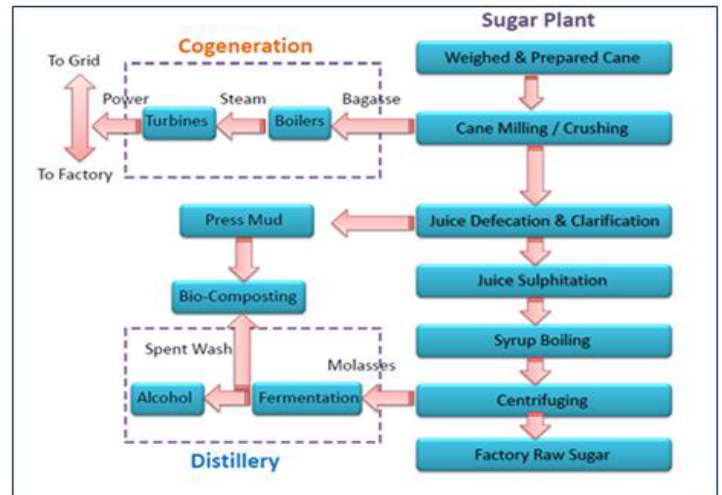 Sugar Plant
Cogeneration
Weighed & Prepared Cane
To Grid
Power
Steam
Bagasse
Turbines
Boilers
Cane Milling / Crushing
To Factory
Press Mud
Juice Defecation & Clarification
Bio-Composting
Juice Sulphitation
Spent Wash
Syrup Boiling
Molasses
Alcohol
Fermentation
Centrifuging
Distillery
Factory Raw Sugar